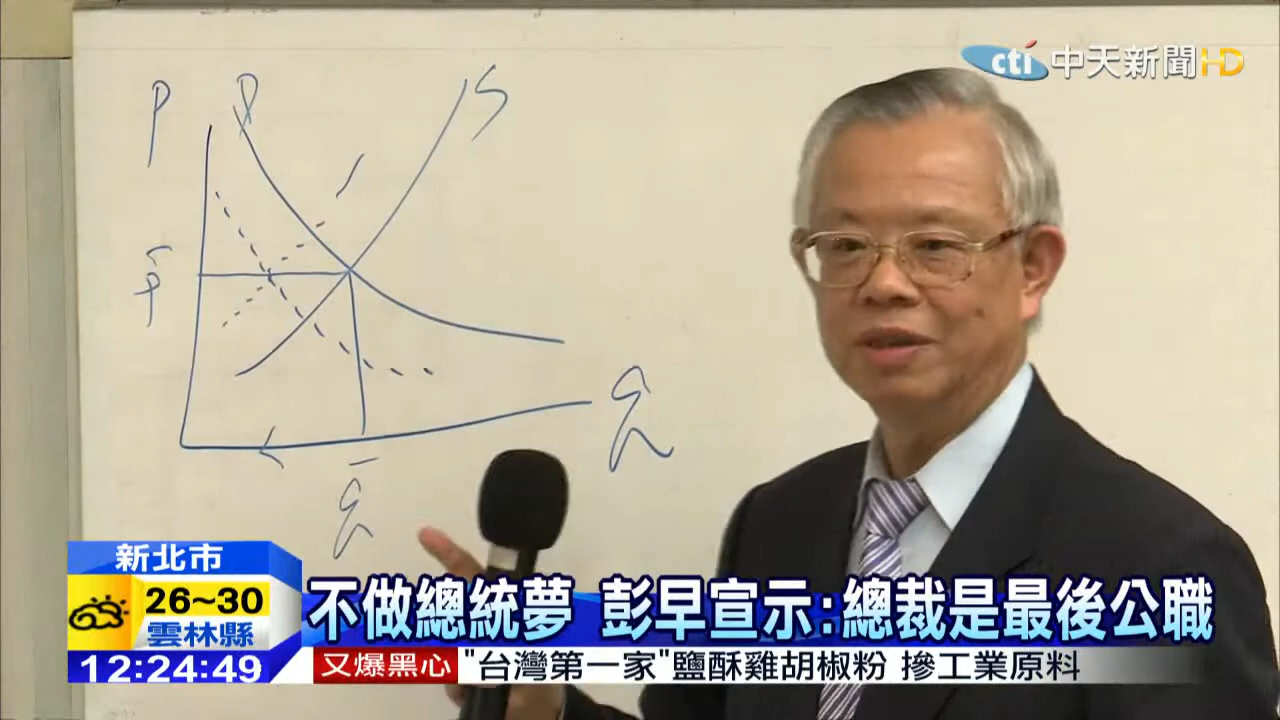 cti 中天新聞HD
P D S
p̄
q
q̄
新北市
26~30
雲林縣
12:24:49
不做總統夢 彭早宣示:總裁是最後公職
又爆黑心 "台灣第一家"鹽酥雞胡椒粉 摻工業原料